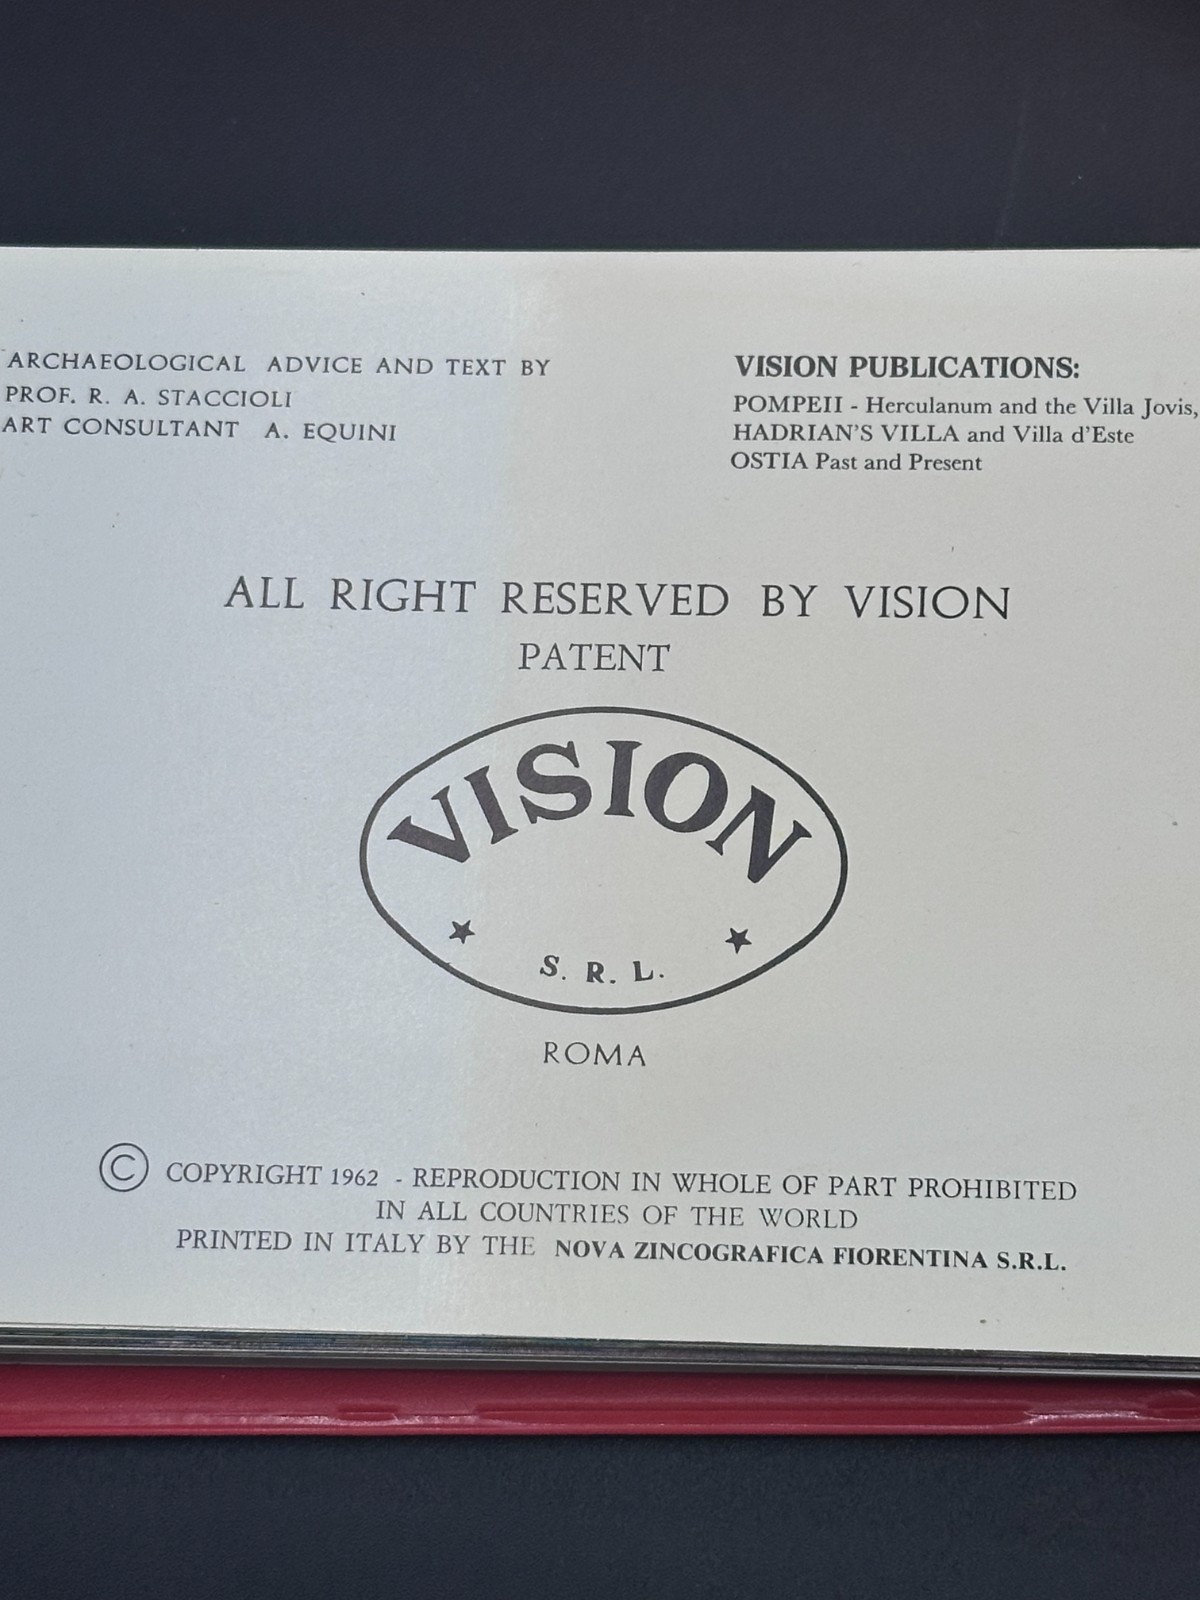 ARCHAEOLOGICAL ADVICE AND TEXT BY
PROF. R. A. STACCIOLI
ART CONSULTANT A. EQUINI
VISION PUBLICATIONS:
POMPEII - Herculanum and the Villa Jovis,
HADRIAN'S VILLA and Villa d'Este
OSTIA Past and Present
ALL RIGHT RESERVED BY VISION
PATENT
VISION
S. R. L.
ROMA
© COPYRIGHT 1962 - REPRODUCTION IN WHOLE OF PART PROHIBITED
IN ALL COUNTRIES OF THE WORLD
PRINTED IN ITALY BY THE NOVA ZINCOGRAFICA FIORENTINA S.R.L.